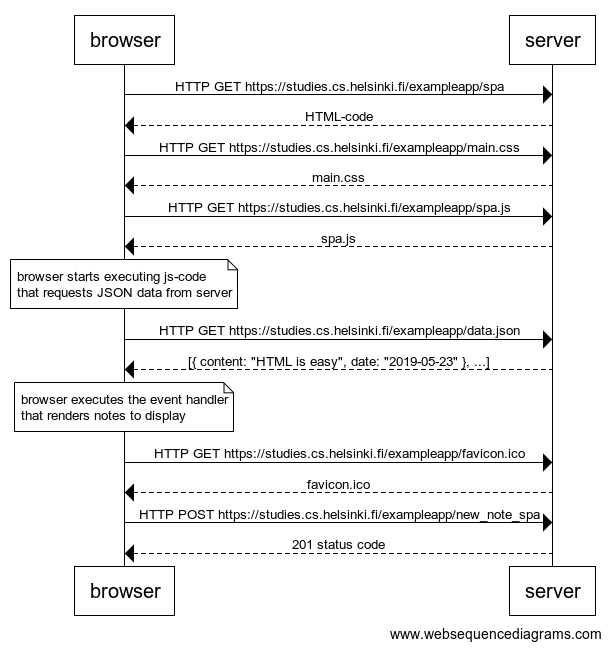 browser
server
HTTP GET https://studies.cs.helsinki.fi/exampleapp/spa
HTML-code
HTTP GET https://studies.cs.helsinki.fi/exampleapp/main.css
main.css
HTTP GET https://studies.cs.helsinki.fi/exampleapp/spa.js
spa.js
browser starts executing js-code
that requests JSON data from server
HTTP GET https://studies.cs.helsinki.fi/exampleapp/data.json
[{ content: "HTML is easy", date: "2019-05-23" }, ...]
browser executes the event handler
that renders notes to display
HTTP GET https://studies.cs.helsinki.fi/exampleapp/favicon.ico
favicon.ico
HTTP POST https://studies.cs.helsinki.fi/exampleapp/new_note_spa
201 status code
browser
server
www.websequencediagrams.com